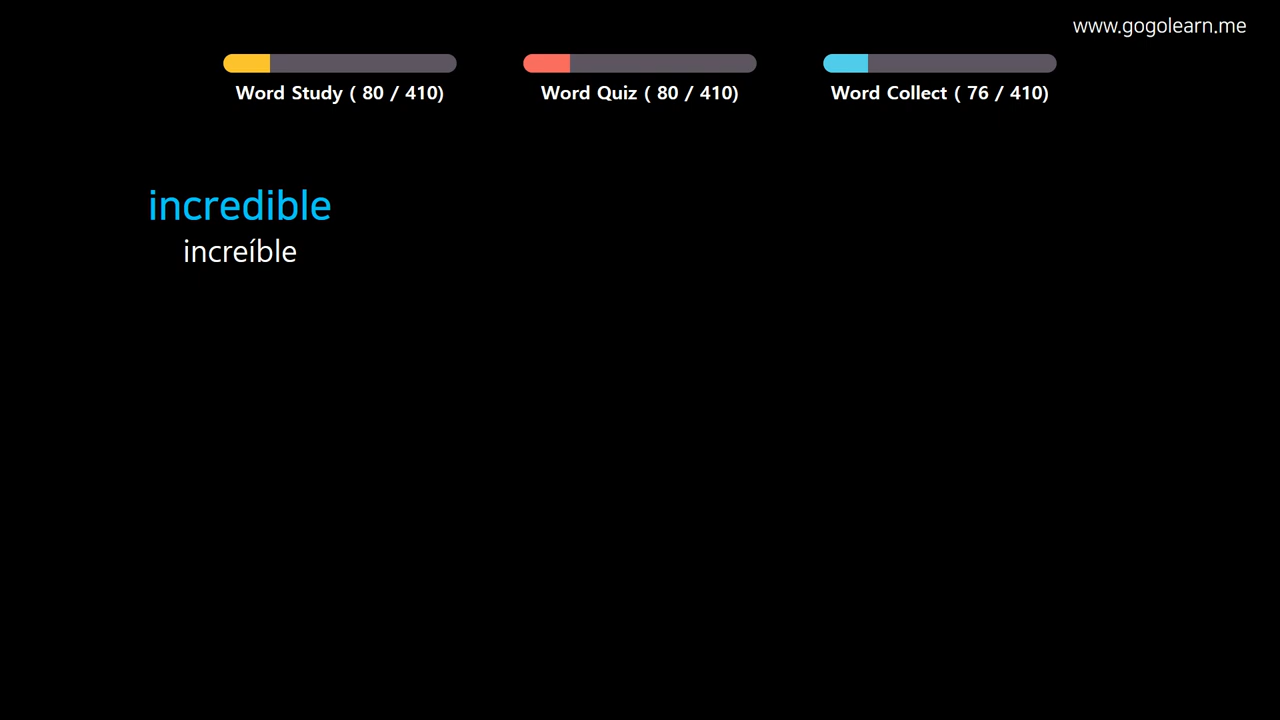 www.gogolearn.me
Word Study ( 80 / 410)
Word Quiz ( 80 / 410)
Word Collect ( 76 / 410)
incredible
increíble